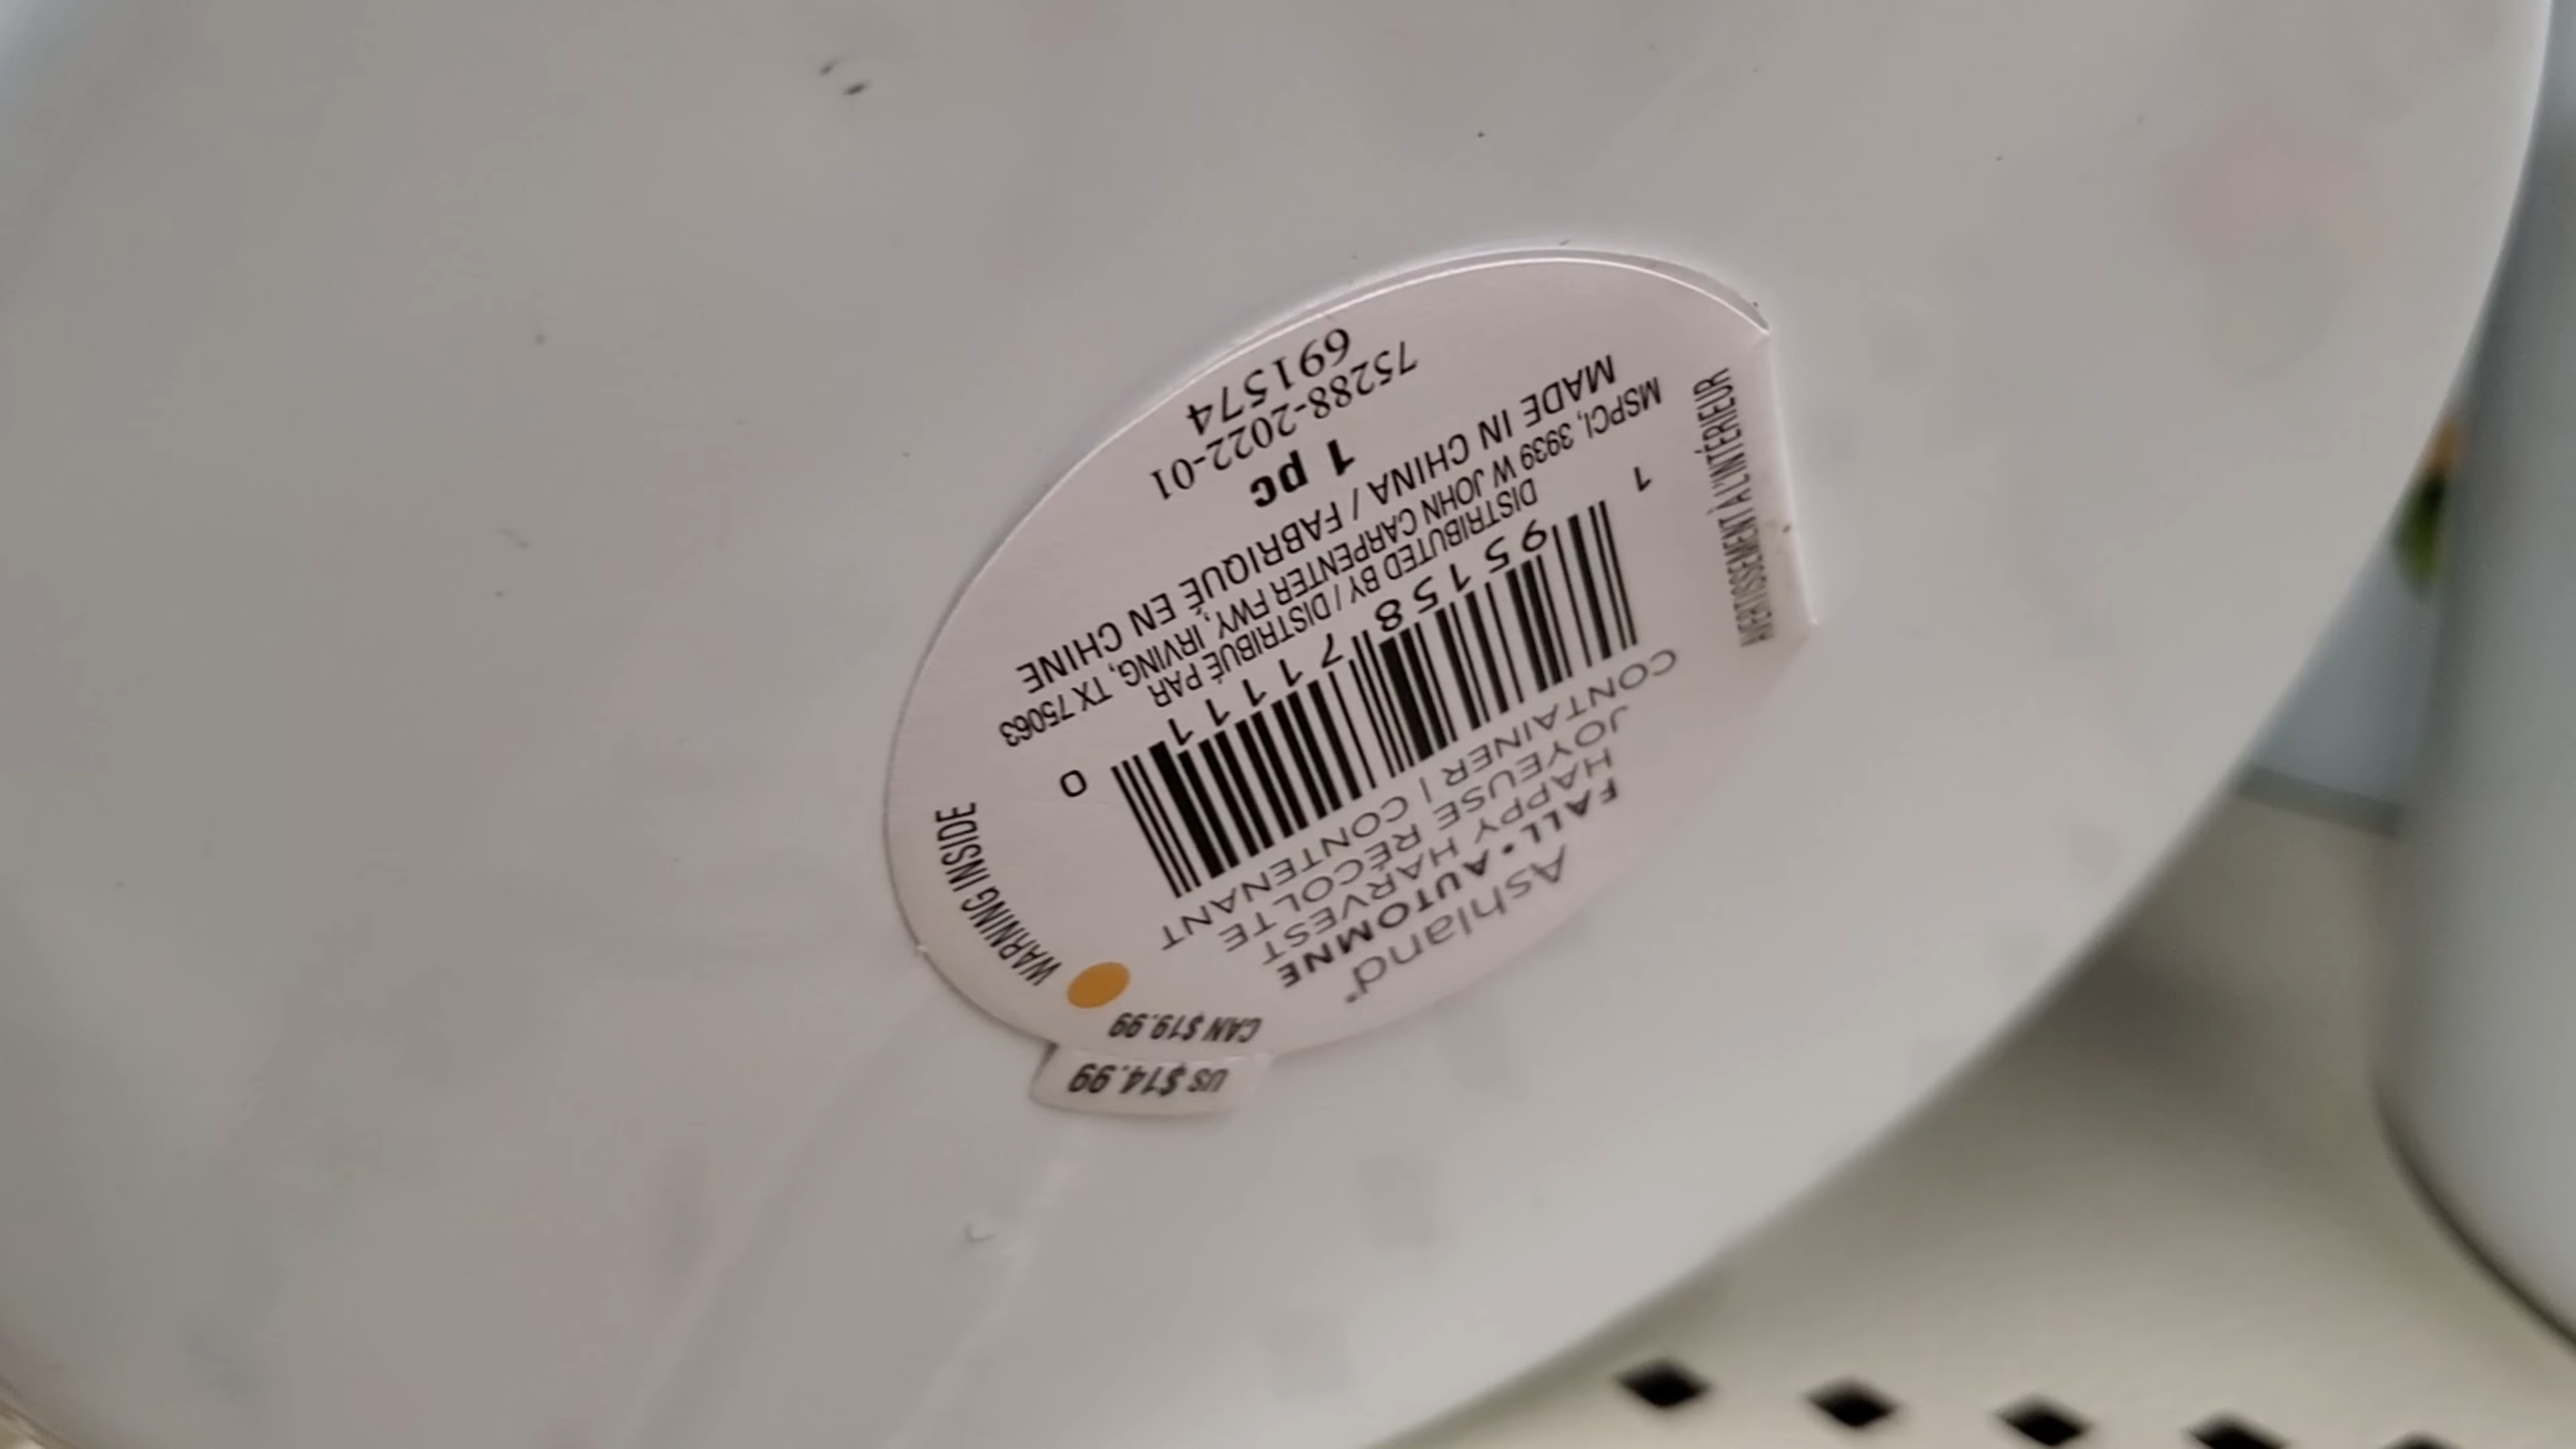 Ashland®
FALL • AUTOMNE
HAPPY HARVEST
JOYEUSE RÉCOLTE
CONTAINER | CONTENANT
1 95158 71111 0
DISTRIBUTED BY / DISTRIBUÉ PAR
MSPCI, 3939 W JOHN CARPENTER FWY, IRVING, TX 75063
MADE IN CHINA / FABRIQUÉ EN CHINE
1 pc
75288-2022-01
691574
AVERTISSEMENT À L'INTÉRIEUR
WARNING INSIDE
CAN $19.99
US $14.99